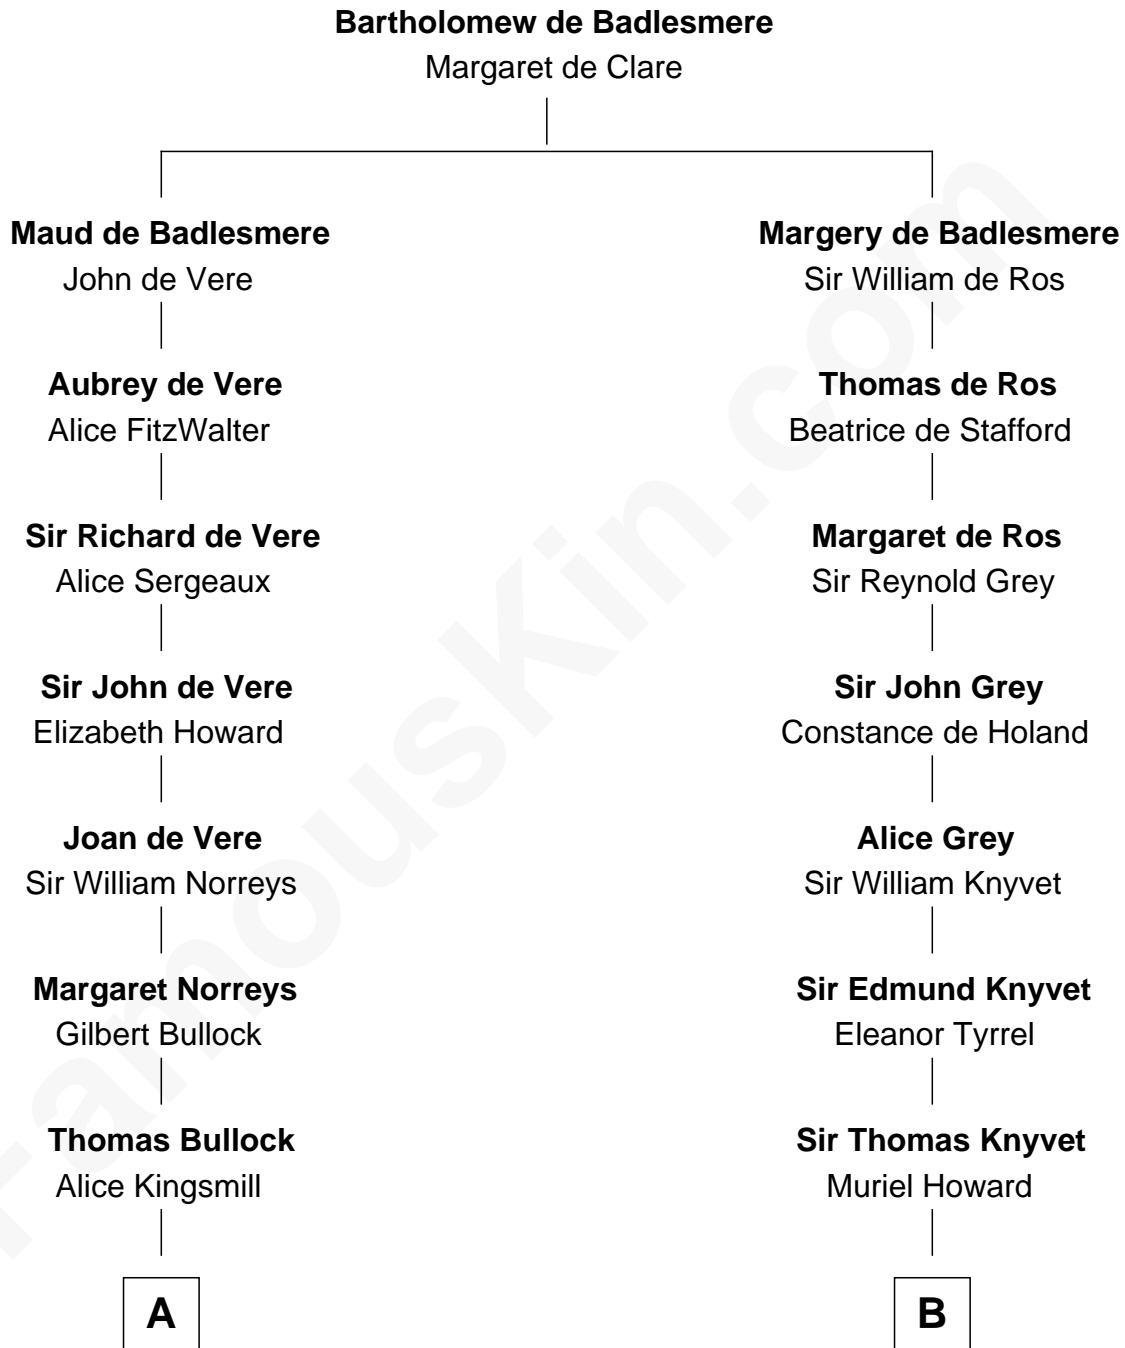 Bartholomew de Badlesmere
Margaret de Clare
Maud de Badlesmere
John de Vere
Margery de Badlesmere
Sir William de Ros
Aubrey de Vere
Alice FitzWalter
Thomas de Ros
Beatrice de Stafford
Sir Richard de Vere
Alice Sergeaux
Margaret de Ros
Sir Reynold Grey
Sir John de Vere
Elizabeth Howard
Sir John Grey
Constance de Holand
Joan de Vere
Sir William Norreys
Alice Grey
Sir William Knyvet
Margaret Norreys
Gilbert Bullock
Sir Edmund Knyvet
Eleanor Tyrrel
Thomas Bullock
Alice Kingsmill
Sir Thomas Knyvet
Muriel Howard
A
B
FamousKin.com